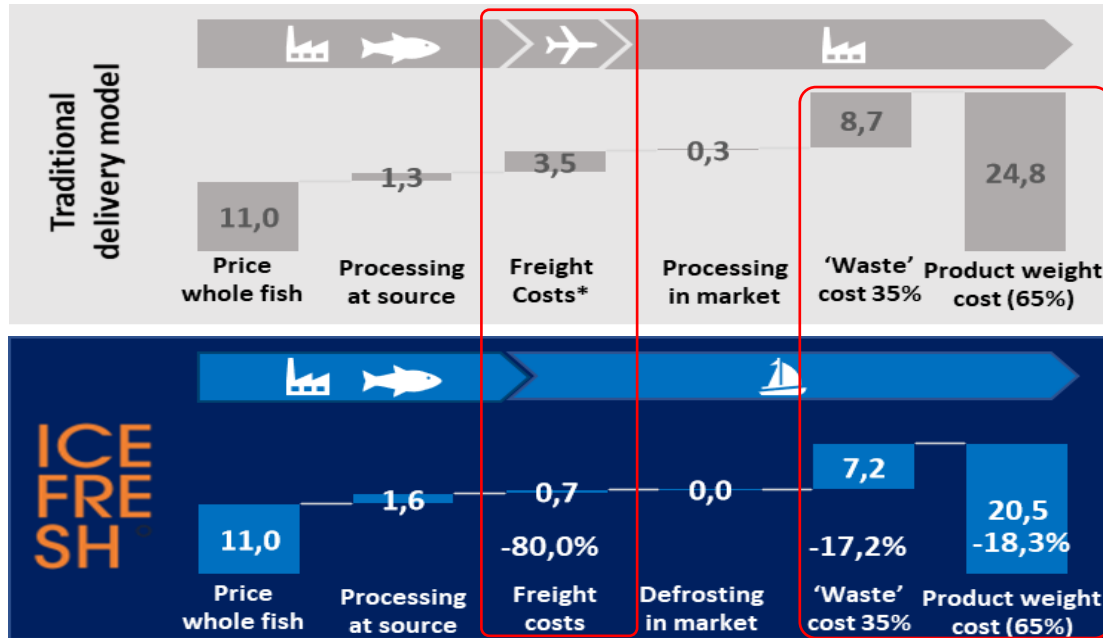 Traditional
delivery model
11,0
1,3
3,5
0,3
8,7
24,8
Price
whole fish
Processing
at source
Freight
Costs*
Processing
in market
‘Waste’
cost 35%
Product weight
cost (65%)
ICE
FRE
SH
11,0
1,6
0,7
-80,0%
0,0
7,2
-17,2%
20,5
-18,3%
Price
whole fish
Processing
at source
Freight
costs
Defrosting
in market
‘Waste’
cost 35%
Product weight
cost (65%)